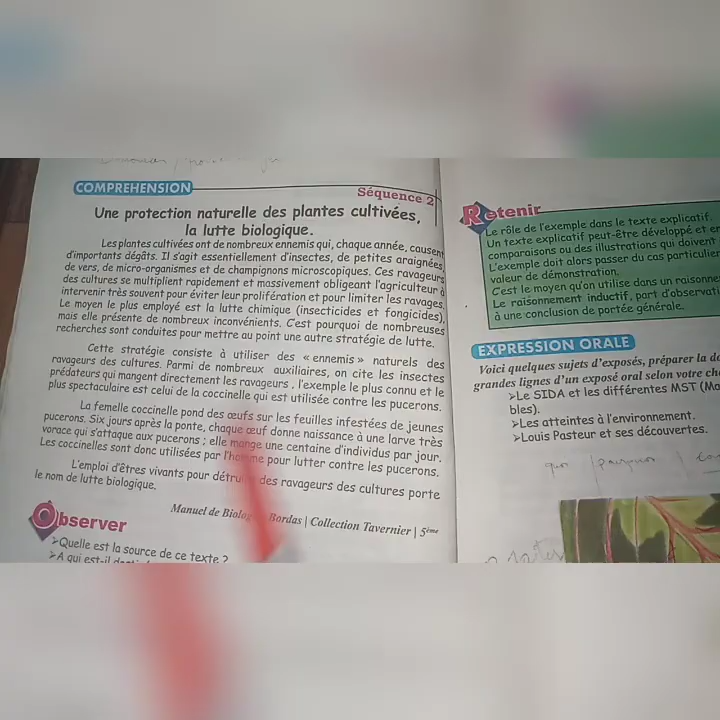 COMPREHENSION
Séquence 2
Une protection naturelle des plantes cultivées,
la lutte biologique.
Les plantes cultivées ont de nombreux ennemis qui, chaque année, causent
d'importants dégâts. Il s'agit essentiellement d'insectes, de petites araignées,
de vers, de micro-organismes et de champignons microscopiques. Ces ravageurs
des cultures se multiplient rapidement et massivement obligeant l'agriculteur à
intervenir très souvent pour éviter leur prolifération et pour limiter les ravages.
Le moyen le plus employé est la lutte chimique (insecticides et fongicides),
mais elle présente de nombreux inconvénients. C'est pourquoi de nombreuses
recherches sont conduites pour mettre au point une autre stratégie de lutte.
Cette stratégie consiste à utiliser des « ennemis » naturels des
ravageurs des cultures. Parmi de nombreux auxiliaires, on cite les insectes
prédateurs qui mangent directement les ravageurs . l'exemple le plus connu et le
plus spectaculaire est celui de la coccinelle qui est utilisée contre les pucerons.
La femelle coccinelle pond des œufs sur les feuilles infestées de jeunes
pucerons. Six jours après la ponte, chaque œuf donne naissance à une larve très
vorace qui s'attaque aux pucerons ; elle mange une centaine d'individus par jour.
Les coccinelles sont donc utilisées par l'homme pour lutter contre les pucerons.
L'emploi d'êtres vivants pour détruire des ravageurs des cultures porte
le nom de lutte biologique.
Manuel de Biologie Bordas | Collection Tavernier | 5ème
Observer
➤Quelle est la source de ce texte ?
➤A qui est-il
Retenir
Le rôle de l'exemple dans le texte explicatif.
Un texte explicatif peut-être développé et
comparaisons ou des illustrations qui doivent
L'exemple doit alors passer du cas particulier
valeur de démonstration.
C'est le moyen qu'on utilise dans un
Le raisonnement inductif, part
à une conclusion de portée générale.
EXPRESSION ORALE
Voici quelques sujets d'exposés, préparer la
grandes lignes d'un exposé oral selon votre
➤Le SIDA et les différentes MST
bles).
➤Les atteintes à l'environnement.
➤Louis Pasteur et ses découvertes.